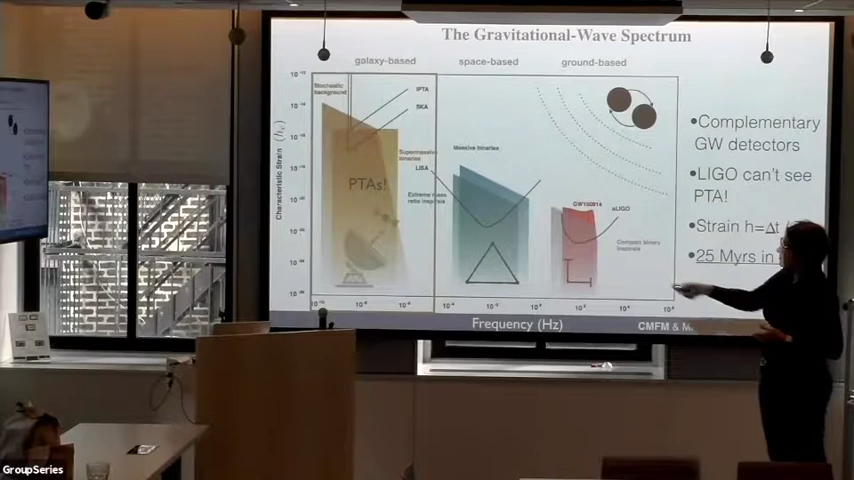 The Gravitational-Wave Spectrum
galaxy-based
space-based
ground-based
Stochastic
background
IPTA
SKA
Supermassive
binaries
LISA
Massive binaries
Extreme mass
ratio inspirals
PTAs!
GW150914
aLIGO
Compact binary
inspirals
Characteristic Strain (h
Frequency (Hz)
CMFM &
•Complementary
GW detectors
•LIGO can't see
PTA!
•Strain h=Δt /
•25 Myrs in
GroupSeries